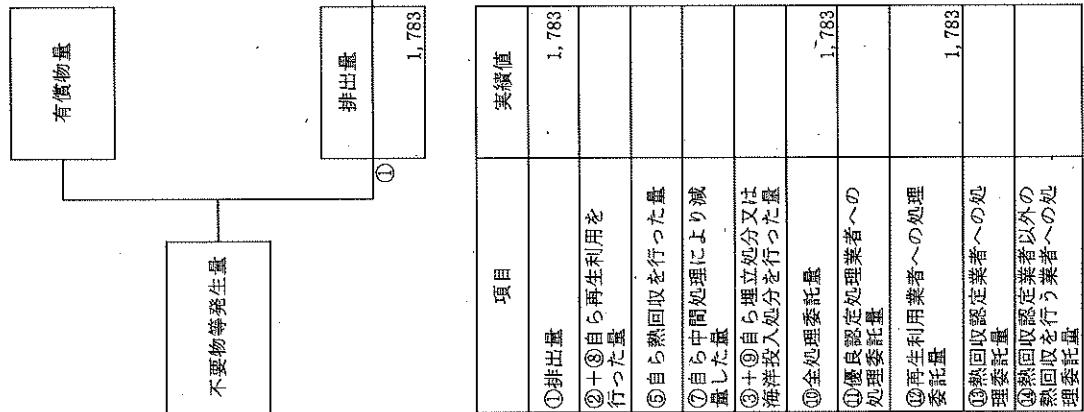 有償物量
不要物等発生量
①
排出量
1,783
項目
実績値
①排出量
1,783
②＋⑧自ら再生利用を
行った量
⑤自ら熱回収を行った量
⑦自ら中間処理により減
量した量
③＋⑨自ら埋立処分又は
海洋投入処分を行った量
⑩全処理委託量
1,783
⑪優良認定処理業者への
処理委託量
⑫再生利用業者への処理
委託量
1,783
⑬熱回収認定業者への処
理委託量
⑭熱回収認定業者以外の
熱回収を行う業者への処
理委託量